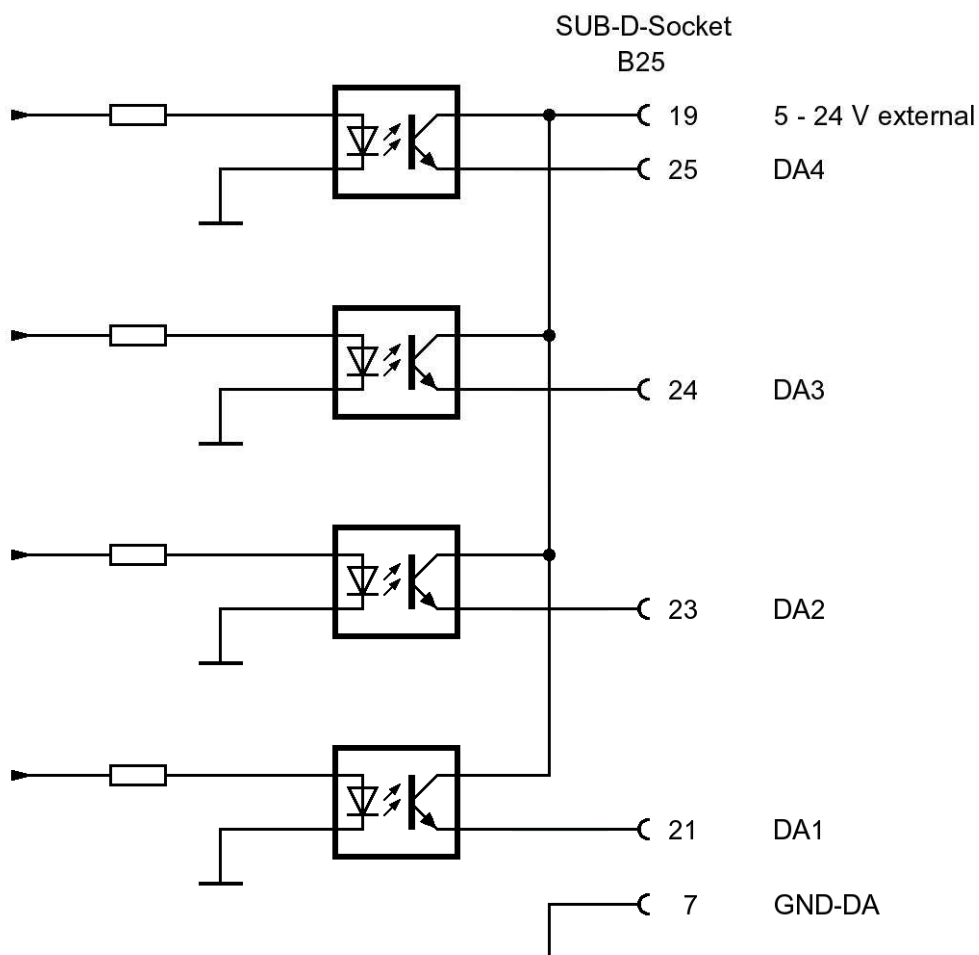 SUB-D-Socket
B25
19 5 - 24 V external
25 DA4
24 DA3
23 DA2
21 DA1
7 GND-DA